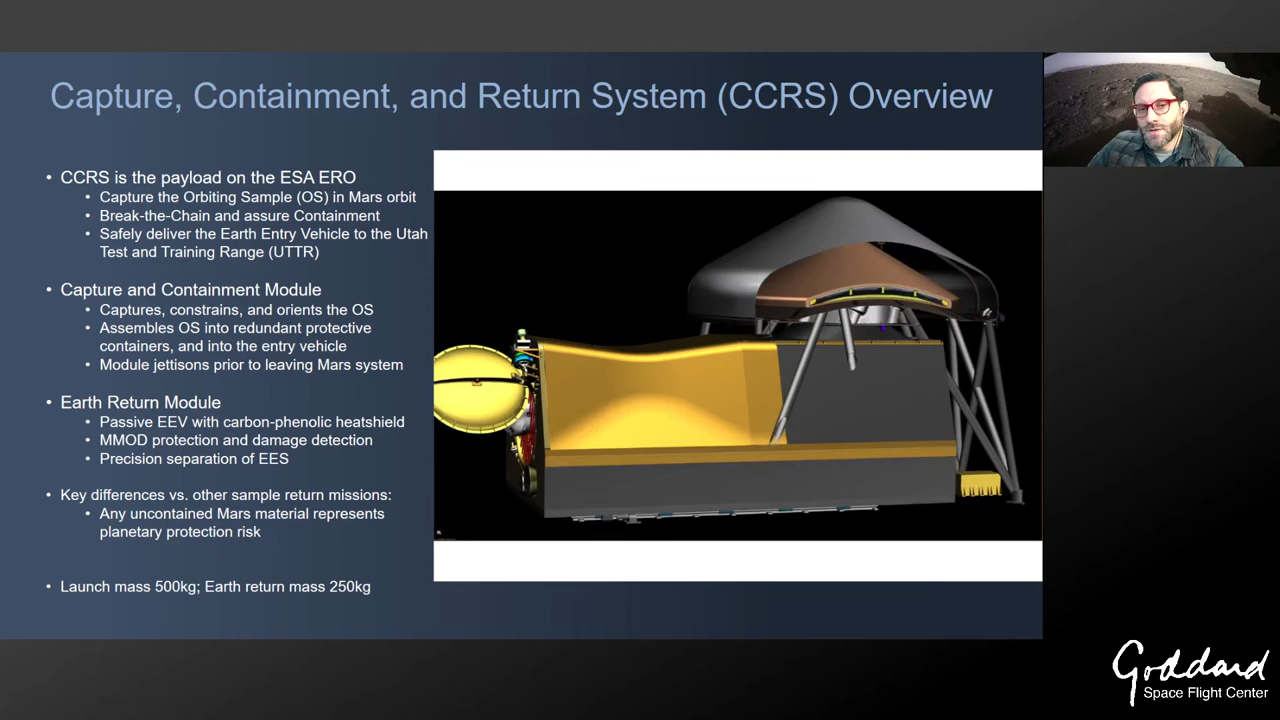 Capture, Containment, and Return System (CCRS) Overview
• CCRS is the payload on the ESA ERO
• Capture the Orbiting Sample (OS) in Mars orbit
• Break-the-Chain and assure Containment
• Safely deliver the Earth Entry Vehicle to the Utah
Test and Training Range (UTTR)
• Capture and Containment Module
• Captures, constrains, and orients the OS
• Assembles OS into redundant protective
containers, and into the entry vehicle
• Module jettisons prior to leaving Mars system
• Earth Return Module
• Passive EEV with carbon-phenolic heatshield
• MMOD protection and damage detection
• Precision separation of EES
• Key differences vs. other sample return missions:
• Any uncontained Mars material represents
planetary protection risk
• Launch mass 500kg; Earth return mass 250kg
Goddard
Space Flight Center